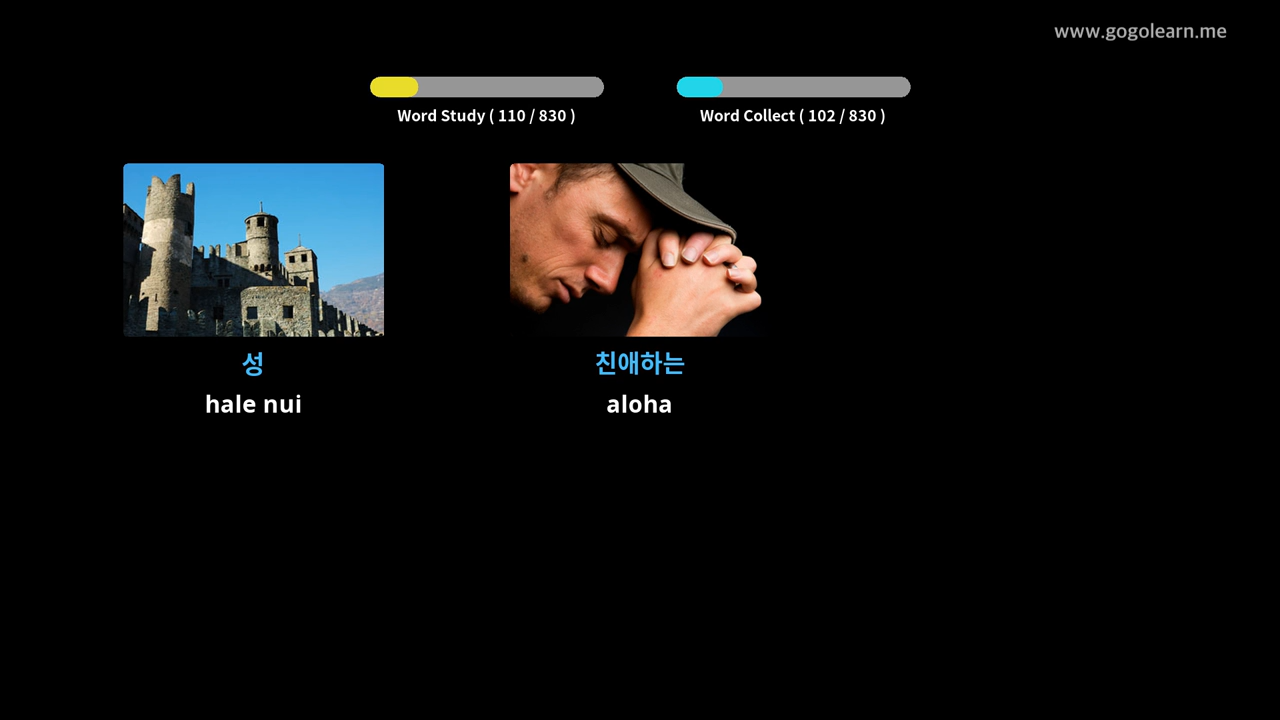 www.gogolearn.me
Word Study ( 110 / 830 )
Word Collect ( 102 / 830 )
성
hale nui
친애하는
aloha